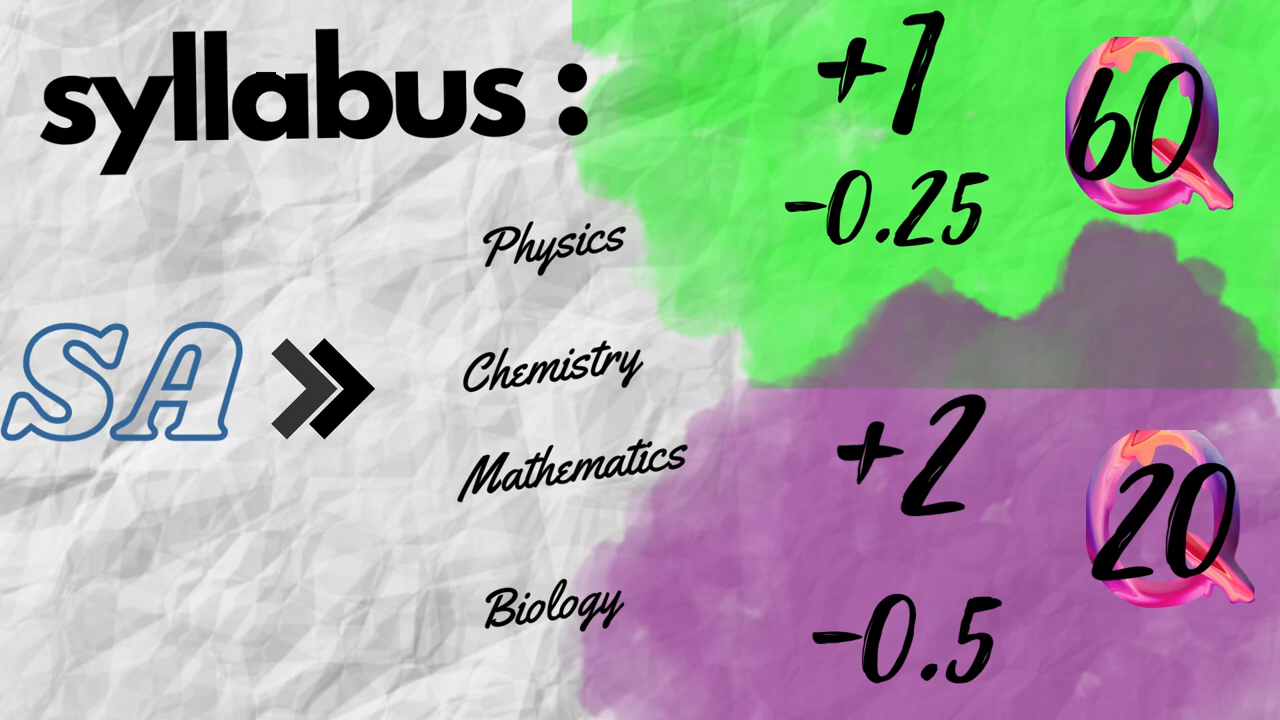 syllabus :
+1
60
Q
-0.25
Physics
SA
Chemistry
Mathematics
+2
20
Q
Biology
-0.5